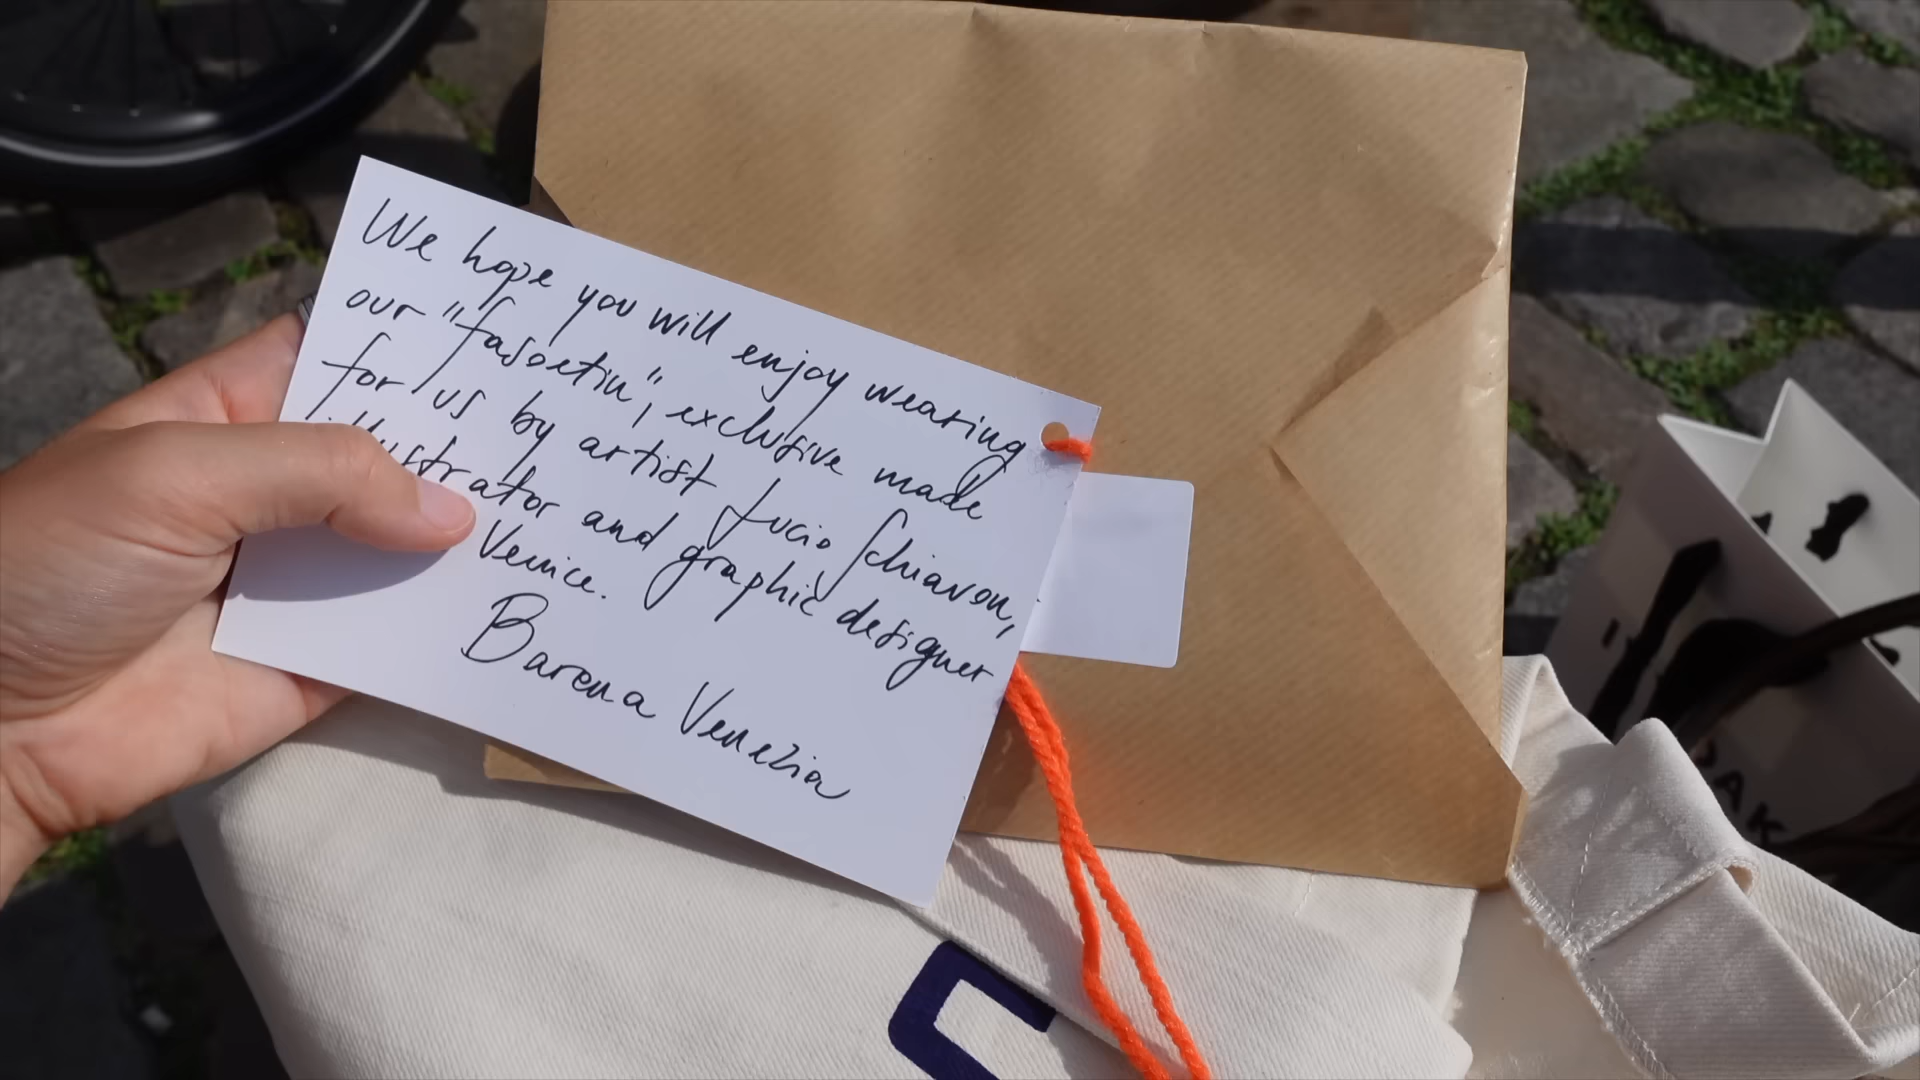 We hope you will enjoy wearing
our "fasoetin", exclusive made
for us by artist Lucio Schiavon,
illustrator and graphic designer
Venice.
Barena Venezia